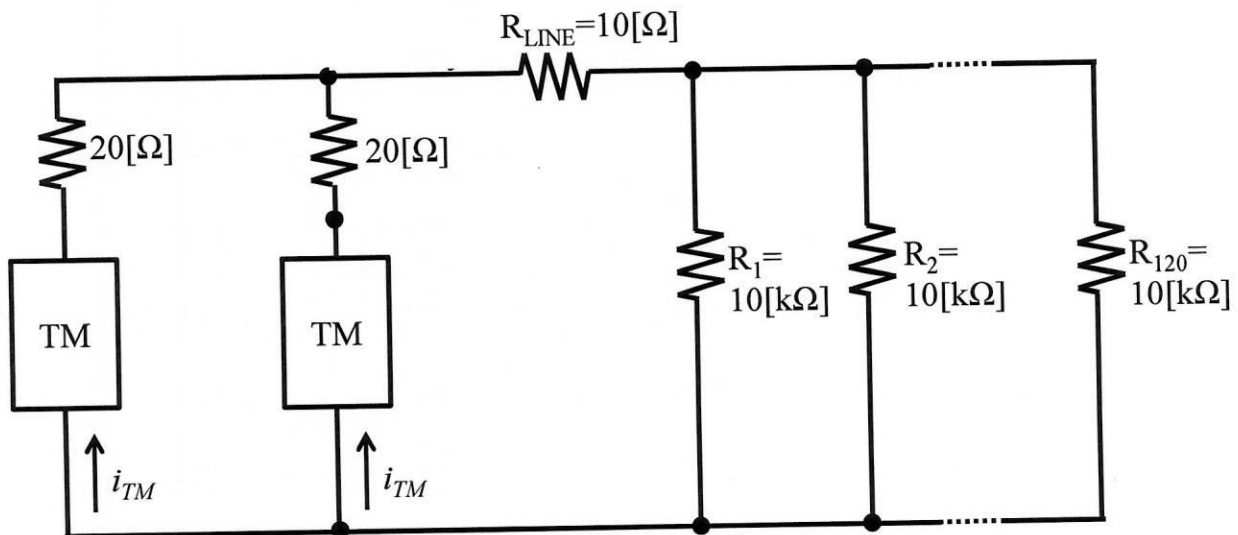 R_LINE=10[Ω]
20[Ω]
20[Ω]
TM
TM
i_TM
i_TM
R_1=
10[kΩ]
R_2=
10[kΩ]
R_120=
10[kΩ]